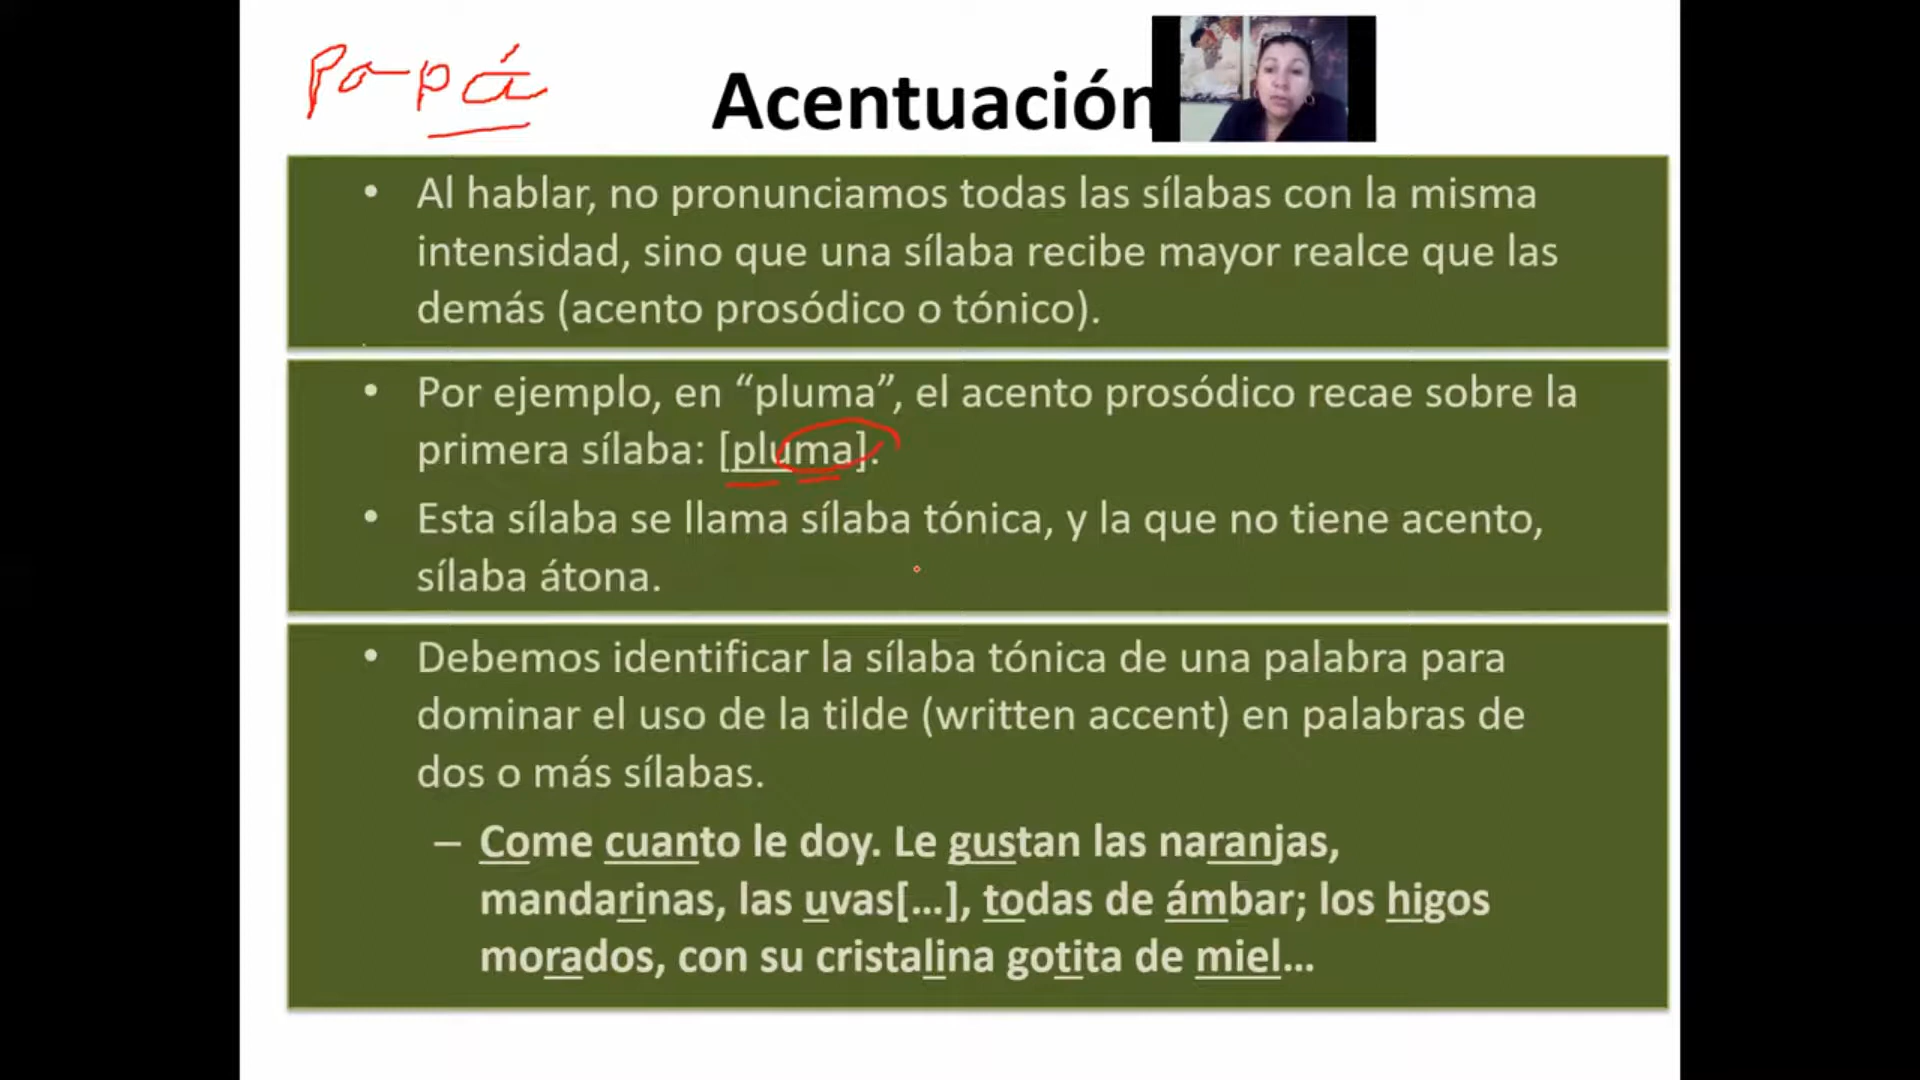 Pa-pá
Acentuación
• Al hablar, no pronunciamos todas las sílabas con la misma
intensidad, sino que una sílaba recibe mayor realce que las
demás (acento prosódico o tónico).
• Por ejemplo, en “pluma”, el acento prosódico recae sobre la
primera sílaba: [pluma].
• Esta sílaba se llama sílaba tónica, y la que no tiene acento,
sílaba átona.
• Debemos identificar la sílaba tónica de una palabra para
dominar el uso de la tilde (written accent) en palabras de
dos o más sílabas.
– Come cuanto le doy. Le gustan las naranjas,
mandarinas, las uvas[…], todas de ámbar; los higos
morados, con su cristalina gotita de miel…